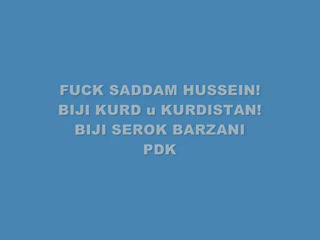 FUCK SADDAM HUSSEIN!
BIJI KURD u KURDISTAN!
BIJI SEROK BARZANI
PDK